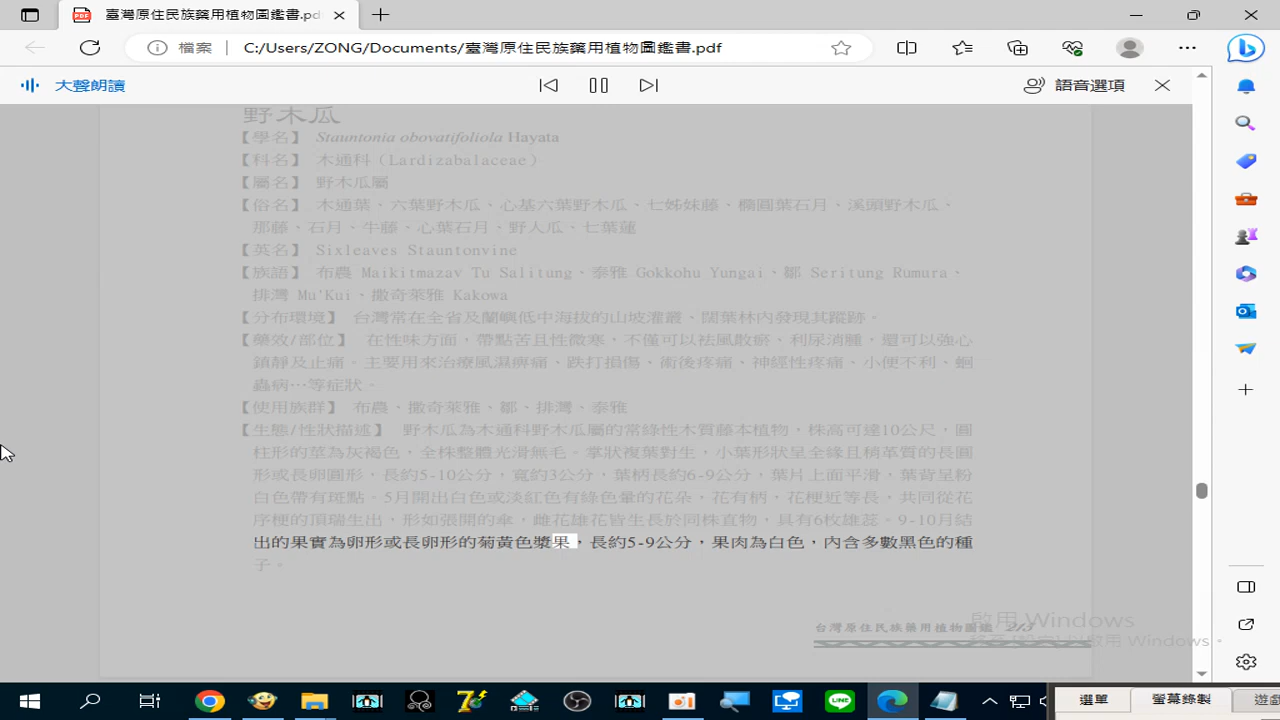 臺灣原住民族藥用植物圖鑑書.pdf
檔案 C:/Users/ZONG/Documents/臺灣原住民族藥用植物圖鑑書.pdf
大聲朗讀
語音選項
野木瓜
【學名】 Stauntonia obovatifoliola Hayata
【科名】 木通科（Lardizabalaceae）
【屬名】 野木瓜屬
【俗名】 木通葉、六葉野木瓜、心基六葉野木瓜、七姊妹藤、橢圓葉石月、溪頭野木瓜、
那藤、石月、牛藤、心葉石月、野人瓜、七葉蓮
【英名】 Sixleaves Stauntonvine
【族語】 布農 Maikitmazav Tu Salitung、泰雅 Gokkohu Yungai、鄒 Seritung Rumura、
排灣 Mu'Kui、撒奇萊雅 Kakowa
【分布環境】 台灣常在全省及蘭嶼低中海拔的山坡灌叢、闊葉林內發現其蹤跡。
【藥效/部位】 在性味方面，帶點苦且性微寒，不僅可以袪風散瘀、利尿消腫，還可以強心
鎮靜及止痛。主要用來治療風濕痹痛、跌打損傷、術後疼痛、神經性疼痛、小便不利、蛔
蟲病…等症狀。
【使用族群】 布農、撒奇萊雅、鄒、排灣、泰雅
【生態/性狀描述】 野木瓜為木通科野木瓜屬的常綠性木質藤本植物，株高可達10公尺，圓
柱形的莖為灰褐色，全株整體光滑無毛。掌狀複葉對生，小葉形狀呈全緣且稍革質的長圓
形或長卵圓形，長約5-10公分，寬約3公分，葉柄長約6-9公分，葉片上面平滑，葉背呈粉
白色帶有斑點。5月開出白色或淡紅色有綠色暈的花朵，花有柄，花梗近等長，共同從花
序梗的頂瑞生出，形如張開的傘，雌花雄花皆生長於同株直物，具有6枚雄蕊。9-10月結
出的果實為卵形或長卵形的菊黃色漿果，長約5-9公分，果肉為白色，內含多數黑色的種
子。
啟用 Windows
台灣原住民族藥用植物圖鑑 273
移至 [設定] 以啟用 Windows。
選單
螢幕錄製
遊戲